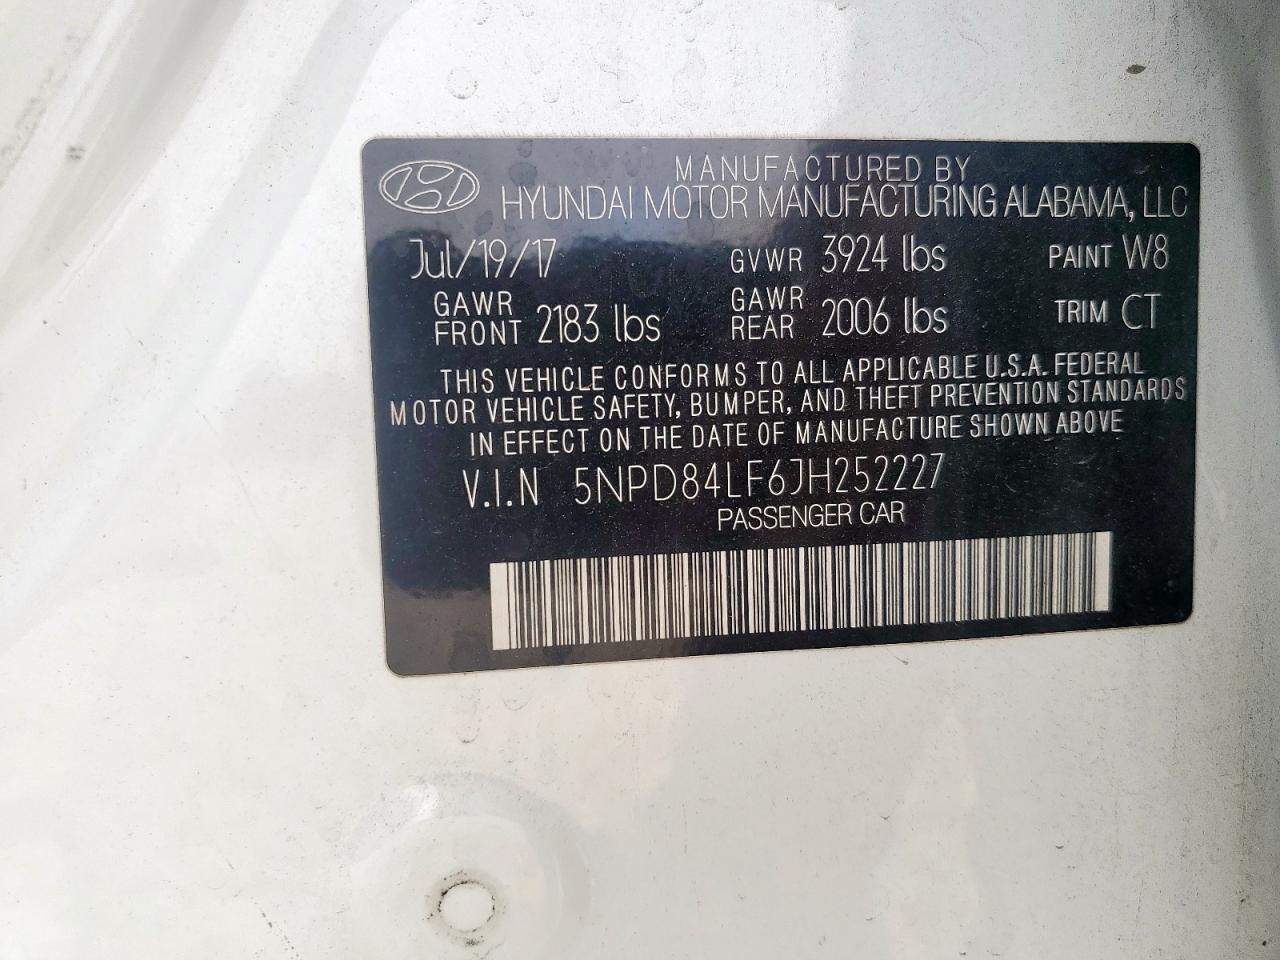 MANUFACTURED BY
HYUNDAI MOTOR MANUFACTURING ALABAMA, LLC
Jul/19/17 GVWR 3924 lbs PAINT W8
GAWR FRONT 2183 lbs GAWR REAR 2006 lbs TRIM CT
THIS VEHICLE CONFORMS TO ALL APPLICABLE U.S.A. FEDERAL
MOTOR VEHICLE SAFETY, BUMPER, AND THEFT PREVENTION STANDARDS
IN EFFECT ON THE DATE OF MANUFACTURE SHOWN ABOVE
V.I.N 5NPD84LF6JH252227
PASSENGER CAR